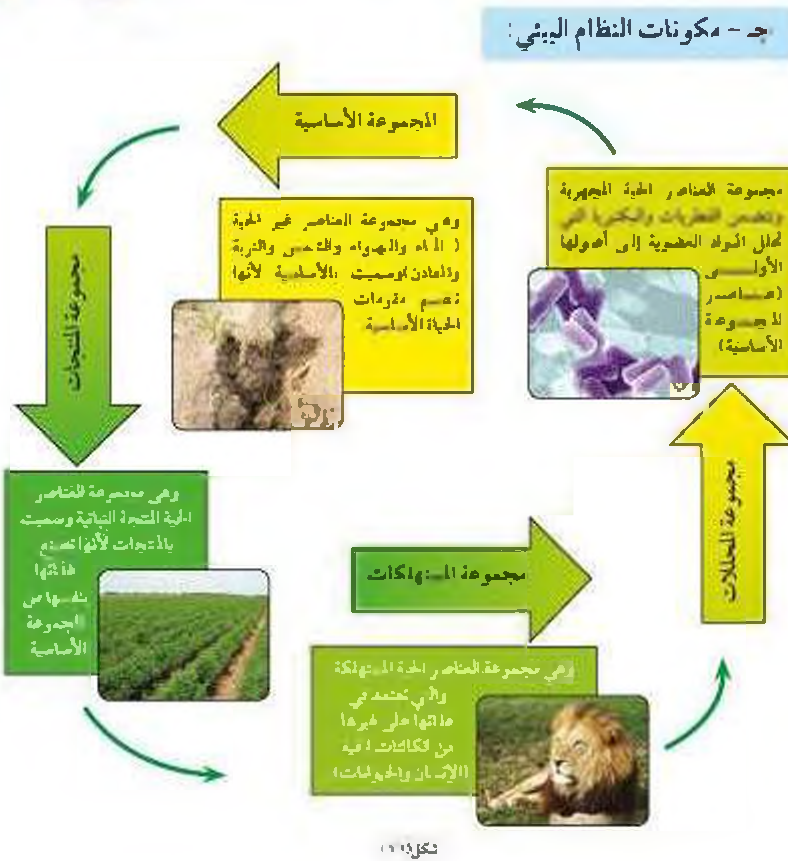 جـ - مكونات النظام البيئي:
المجموعة الأساسية
وهي مجموعة العناصر غير الحية
( الماء والهواء والشمس والتربة
والمعادن)وسميت بالأساسية لأنها
تضم مقومات
الحياة الأساسية
مجموعة المنتجات
وهي مجموعة العناصر
الحية المنتجة النباتية وسميت
بالمنتجات لأنها تصنع
غذائها
بنفسها من
المجموعة
الأساسية
مجموعة المستهلكات
وهي مجموعة العناصر الحية المستهلكة
والتي تعتمد في
غذائها على غيرها
من الكائنات الحية
(الإنسان والحيوانات)
مجموعة المحللات
مجموعة العناصر الحية المجهرية
وتتضمن الفطريات والبكتريا التي
تحلل المواد العضوية إلى أصولها
الأولى
(عناصر
المجموعة
الأساسية)